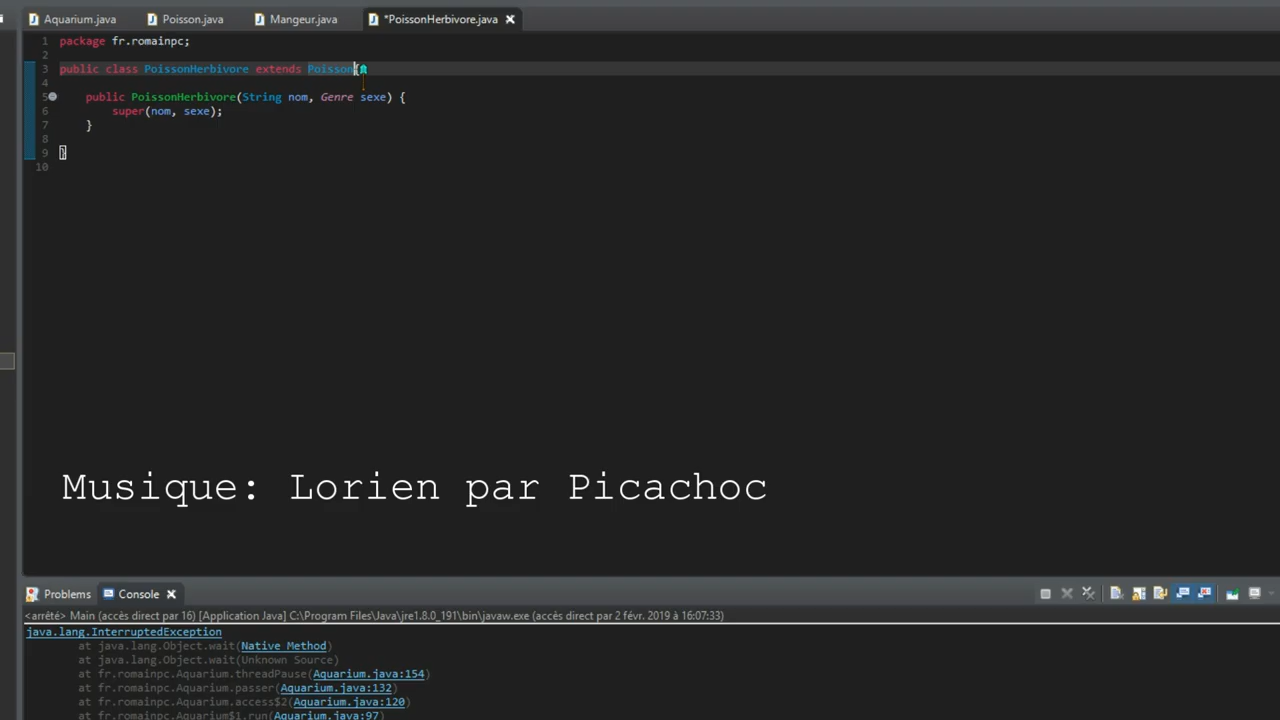 Aquarium.java Poisson.java Mangeur.java *PoissonHerbivore.java
1 package fr.romainpc;
2
3 public class PoissonHerbivore extends Poisson{
4
5 public PoissonHerbivore(String nom, Genre sexe) {
6 super(nom, sexe);
7 }
8
9 }
10
Musique: Lorien par Picachoc
Problems Console
<arrêté> Main (accès direct par 16) [Application Java] C:\Program Files\Java\jre1.8.0_191\bin\javaw.exe (accès direct par 2 févr. 2019 à 16:07:33)
java.lang.InterruptedException
at java.lang.Object.wait(Native Method)
at java.lang.Object.wait(Unknown Source)
at fr.romainpc.Aquarium.threadPause(Aquarium.java:154)
at fr.romainpc.Aquarium.passer(Aquarium.java:132)
at fr.romainpc.Aquarium.access$2(Aquarium.java:120)
at fr.romainpc.Aquarium$1.run(Aquarium.java:97)